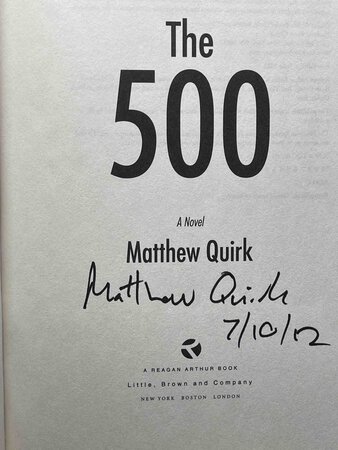 The
500
A Novel
Matthew Quirk
Matthew Quirk
7/10/12
A REAGAN ARTHUR BOOK
Little, Brown and Company
NEW YORK BOSTON LONDON